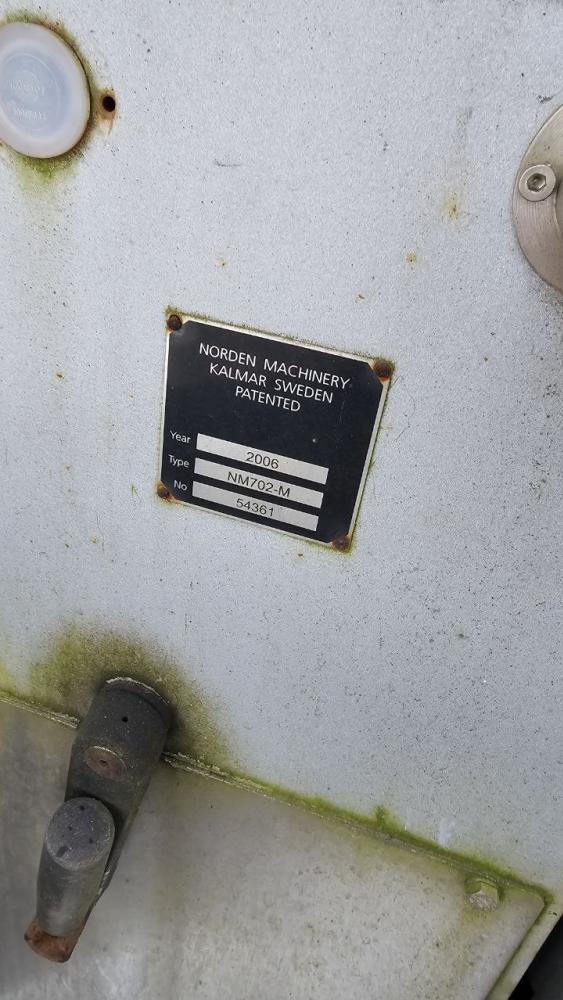 NORDEN MACHINERY
KALMAR SWEDEN
PATENTED
Year 2006
Type NM702-M
No 54361